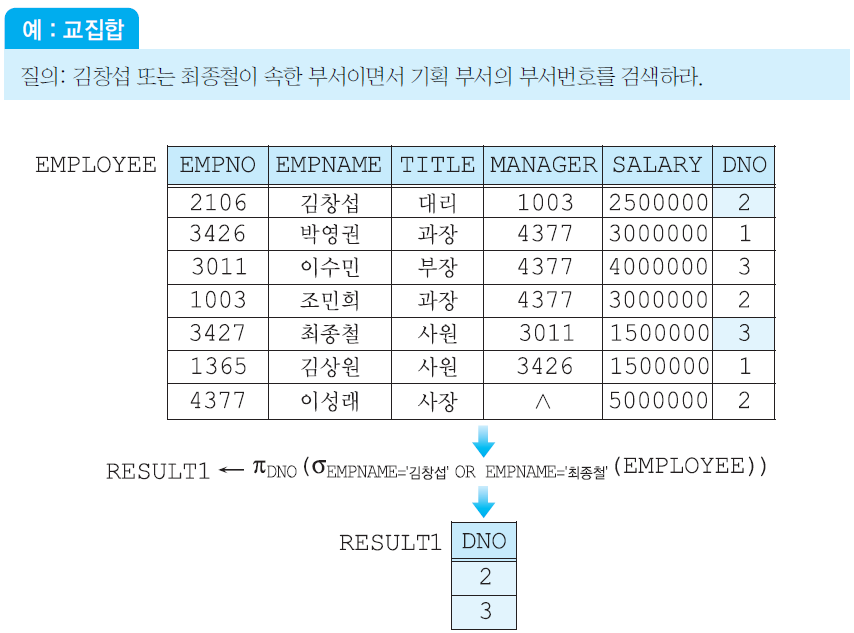 예 : 교집합
질의: 김창섭 또는 최종철이 속한 부서이면서 기획 부서의 부서번호를 검색하라.
EMPLOYEE EMPNO EMPNAME TITLE MANAGER SALARY DNO
2106 김창섭 대리 1003 2500000 2
3426 박영권 과장 4377 3000000 1
3011 이수민 부장 4377 4000000 3
1003 조민희 과장 4377 3000000 2
3427 최종철 사원 3011 1500000 3
1365 김상원 사원 3426 1500000 1
4377 이성래 사장 ∧ 5000000 2
RESULT1 ← πDNO(σEMPNAME='김창섭' OR EMPNAME='최종철'(EMPLOYEE))
RESULT1 DNO
2
3